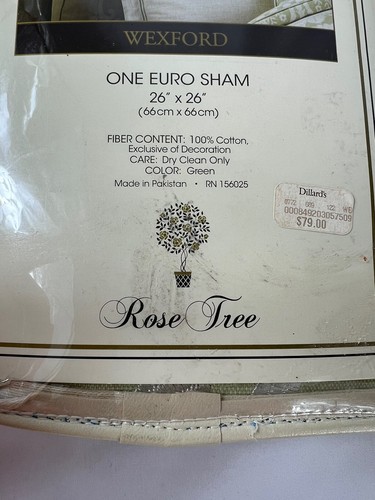 WEXFORD
ONE EURO SHAM
26" x 26"
(66cm x 66cm)
FIBER CONTENT: 100% Cotton,
Exclusive of Decoration
CARE: Dry Clean Only
COLOR: Green
Made in Pakistan • RN 156025
Dillard's
000849203057509
$79.00
Rose Tree